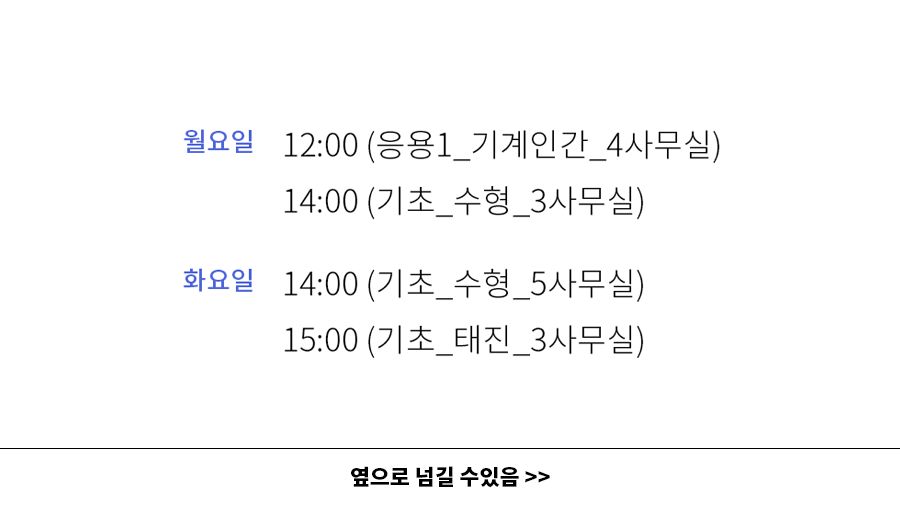 월요일 12:00 (응용1_기계인간_4사무실)
14:00 (기초_수형_3사무실)
화요일 14:00 (기초_수형_5사무실)
15:00 (기초_태진_3사무실)
옆으로 넘길 수있음 >>